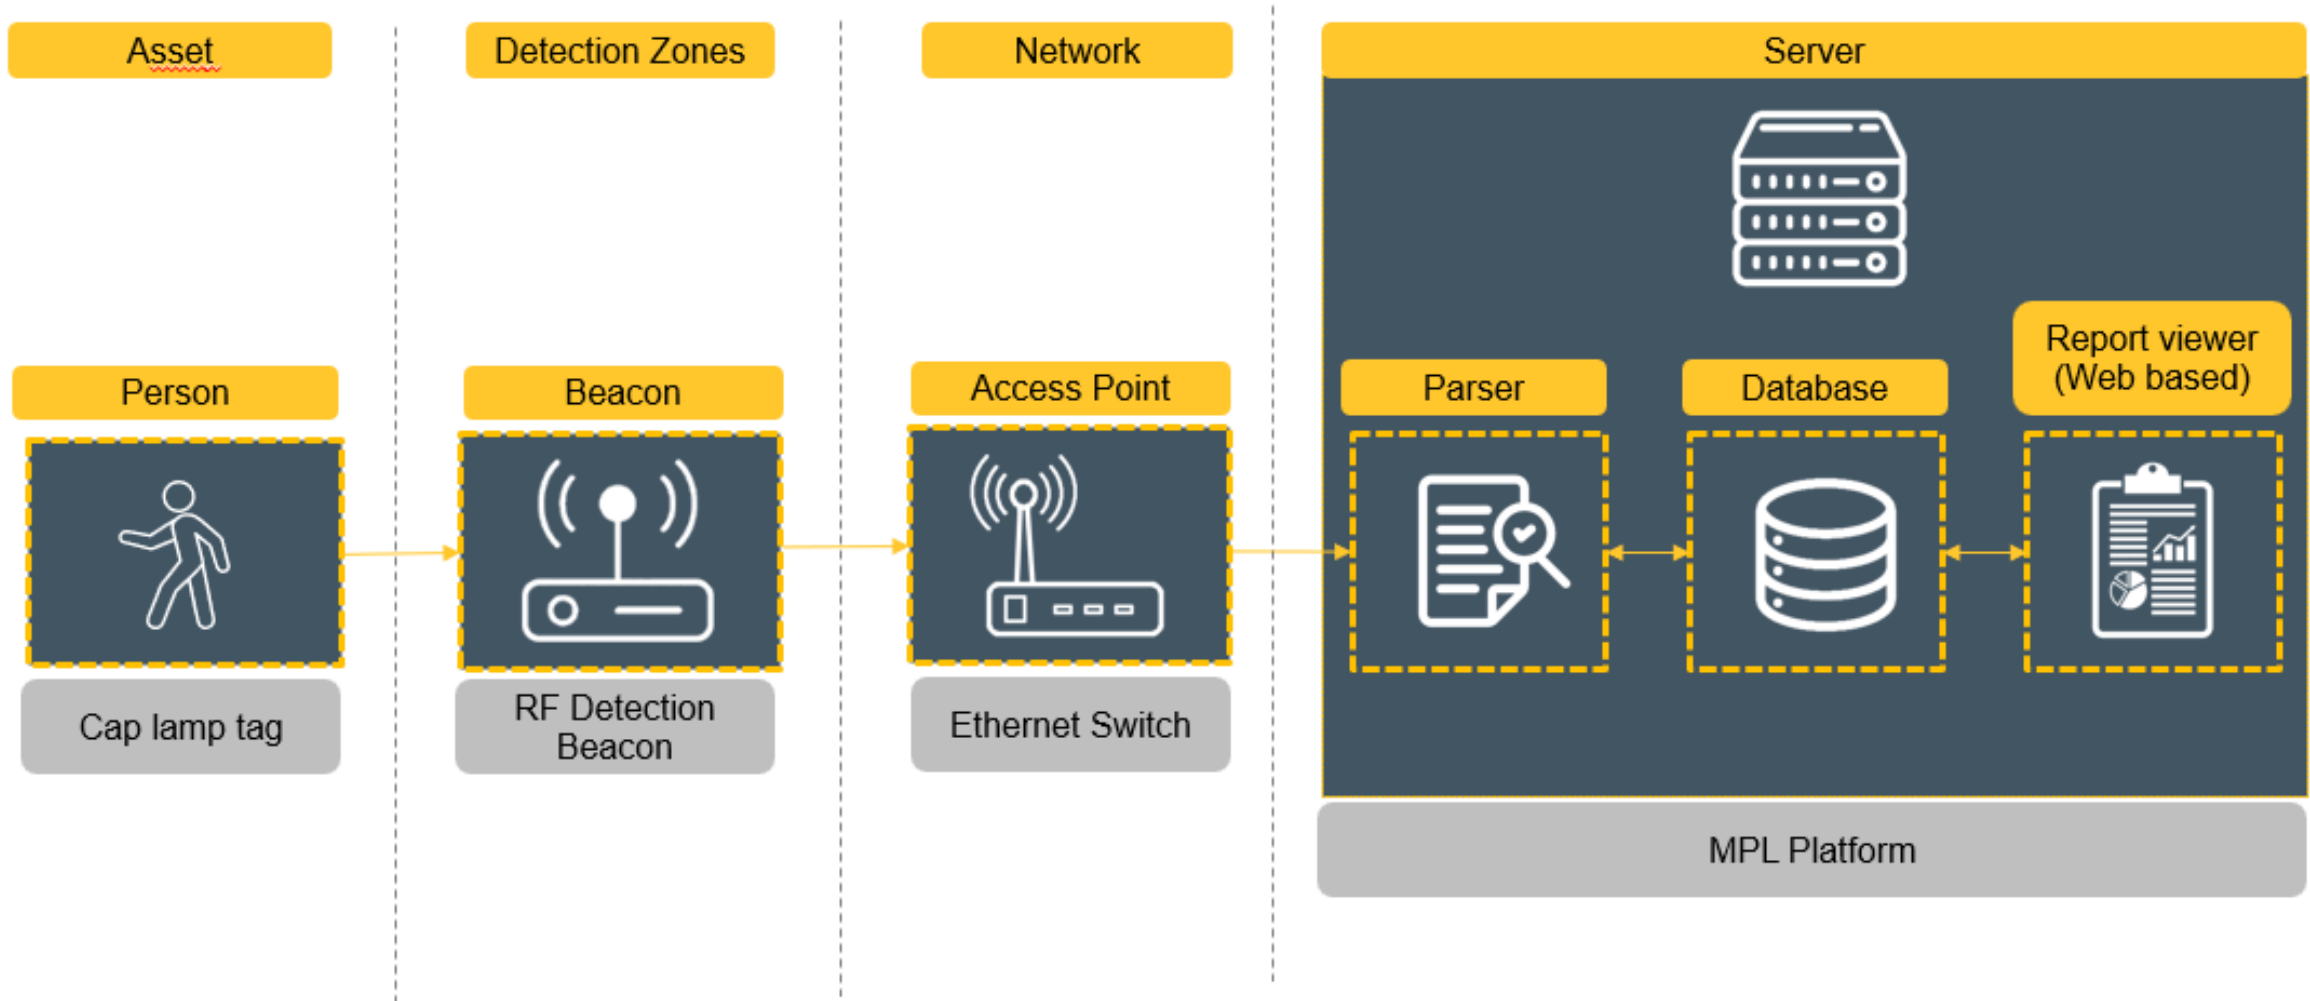 Asset
Detection Zones
Network
Server
Person
Beacon
Access Point
Parser
Database
Report viewer
(Web based)
Cap lamp tag
RF Detection
Beacon
Ethernet Switch
MPL Platform